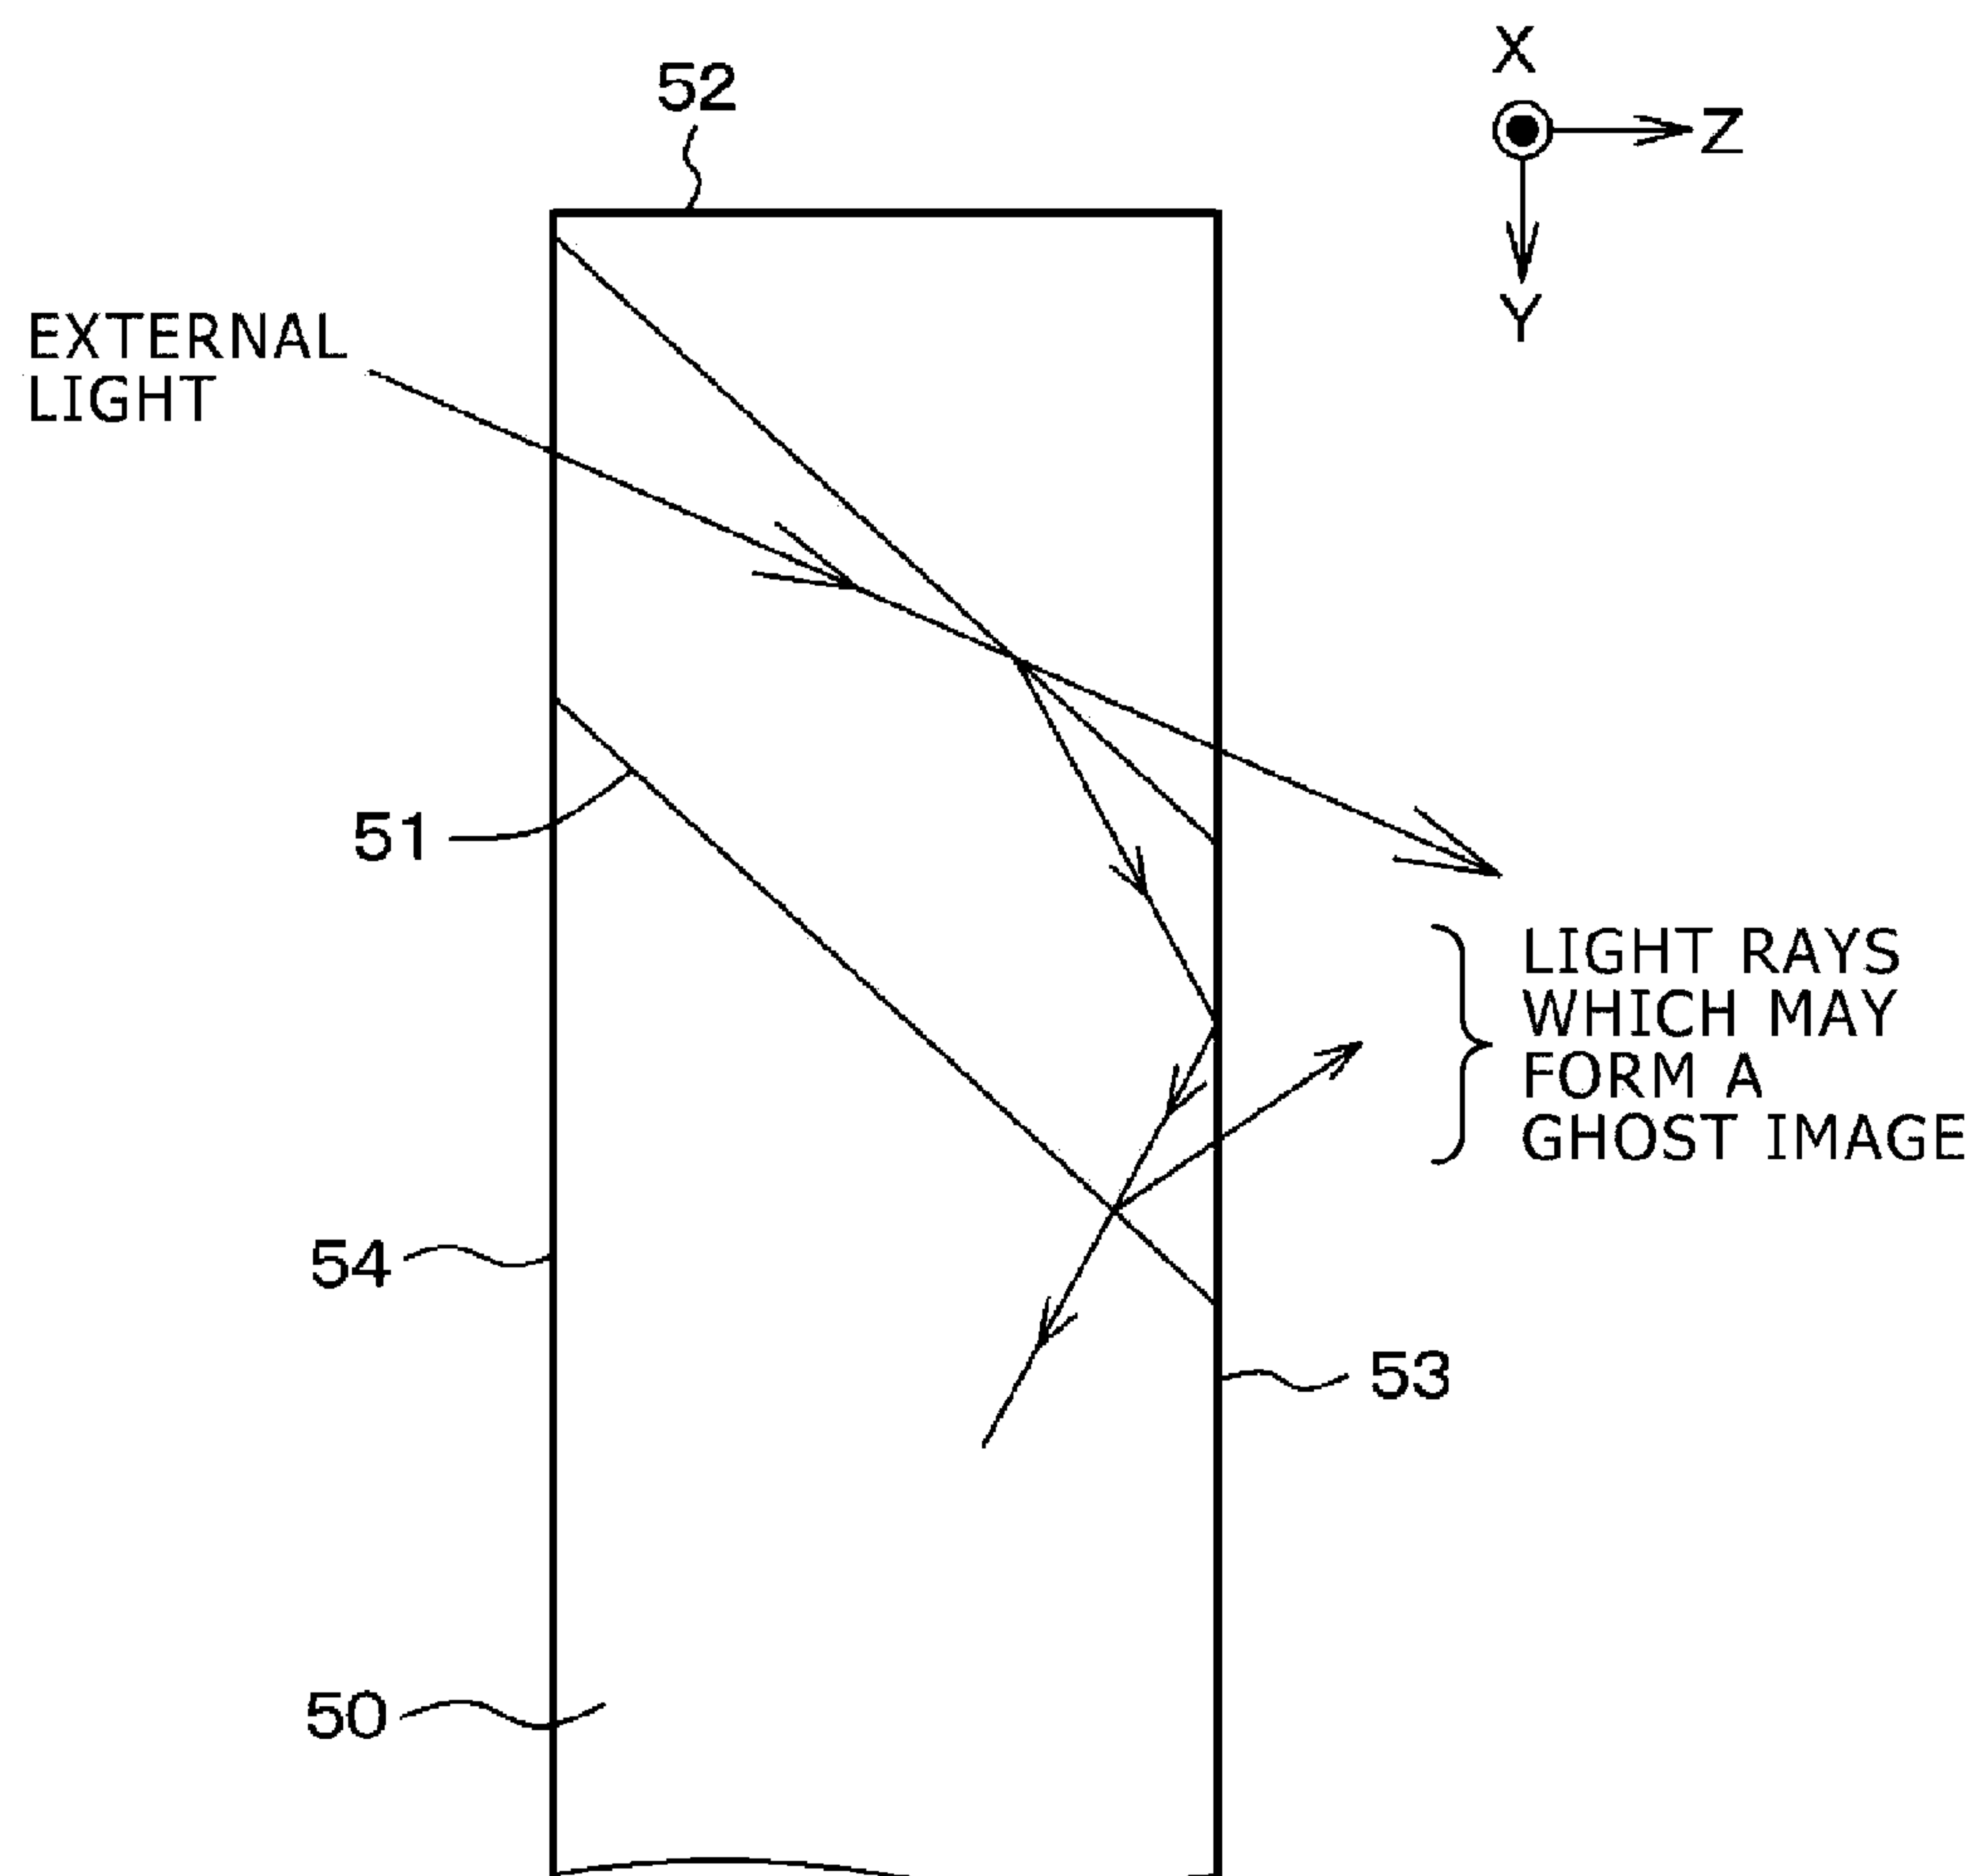 52
X
Z
Y
EXTERNAL
LIGHT
51
LIGHT RAYS
WHICH MAY
FORM A
GHOST IMAGE
54
53
50